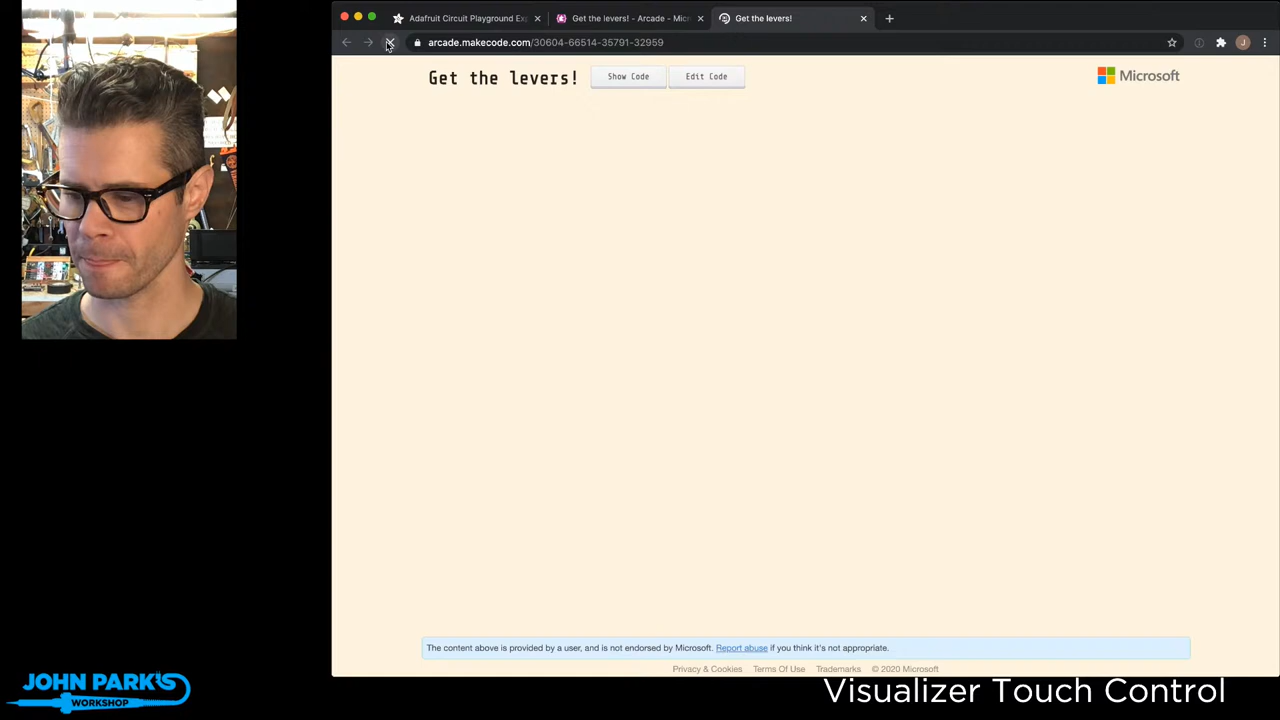 Adafruit Circuit Playground Exp
Get the levers! - Arcade - Micr
Get the levers!
arcade.makecode.com/30604-66514-35791-32959
J
Get the levers!
Show Code
Edit Code
Microsoft
The content above is provided by a user, and is not endorsed by Microsoft. Report abuse if you think it's not appropriate.
Privacy & Cookies
Terms Of Use
Trademarks
© 2020 Microsoft
JOHN PARK'S
WORKSHOP
Visualizer Touch Control